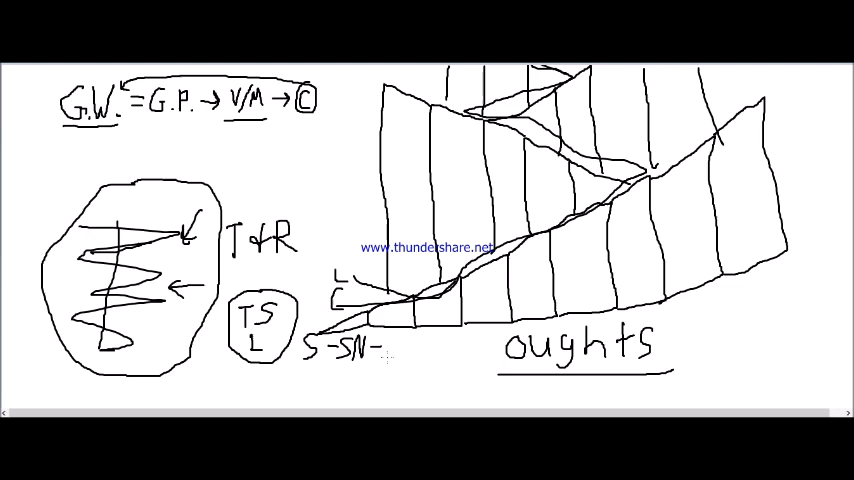 G.W. = G.P. → V/M → C
T & R
www.thundershare.net
L
C
TS
L
S-SN-
oughts